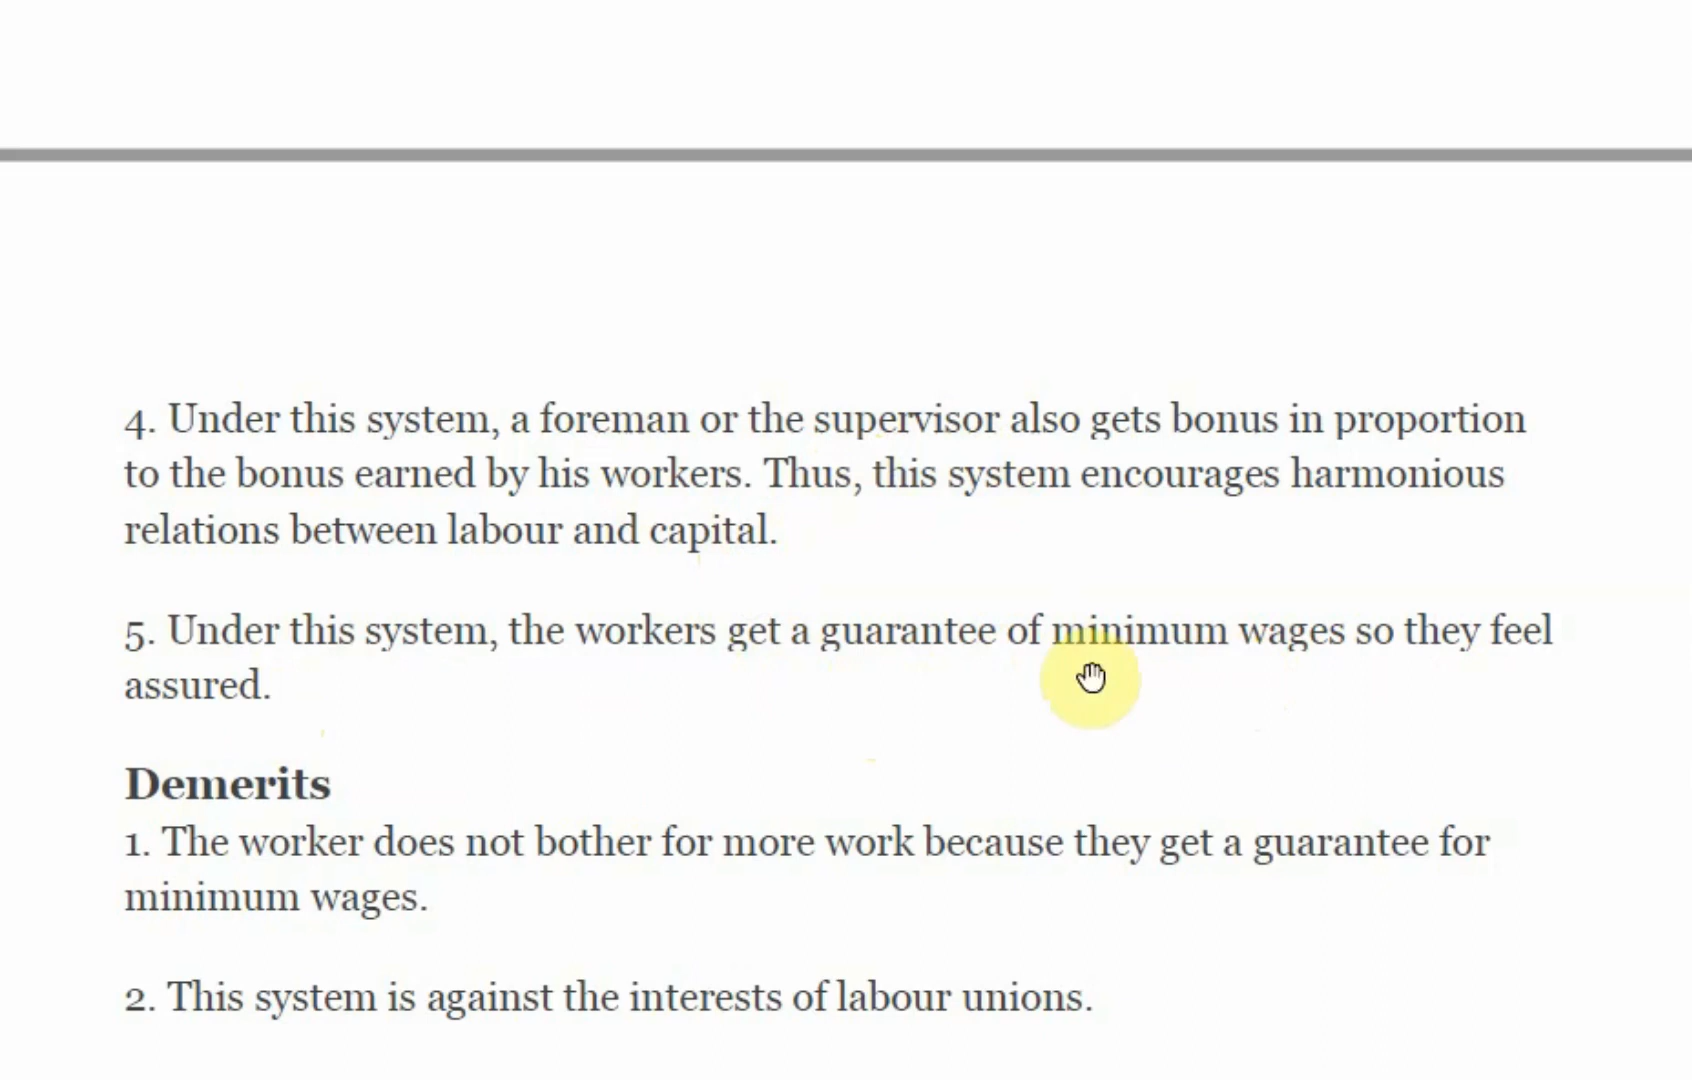 4. Under this system, a foreman or the supervisor also gets bonus in proportion
to the bonus earned by his workers. Thus, this system encourages harmonious
relations between labour and capital.
5. Under this system, the workers get a guarantee of minimum wages so they feel
assured.
Demerits
1. The worker does not bother for more work because they get a guarantee for
minimum wages.
2. This system is against the interests of labour unions.